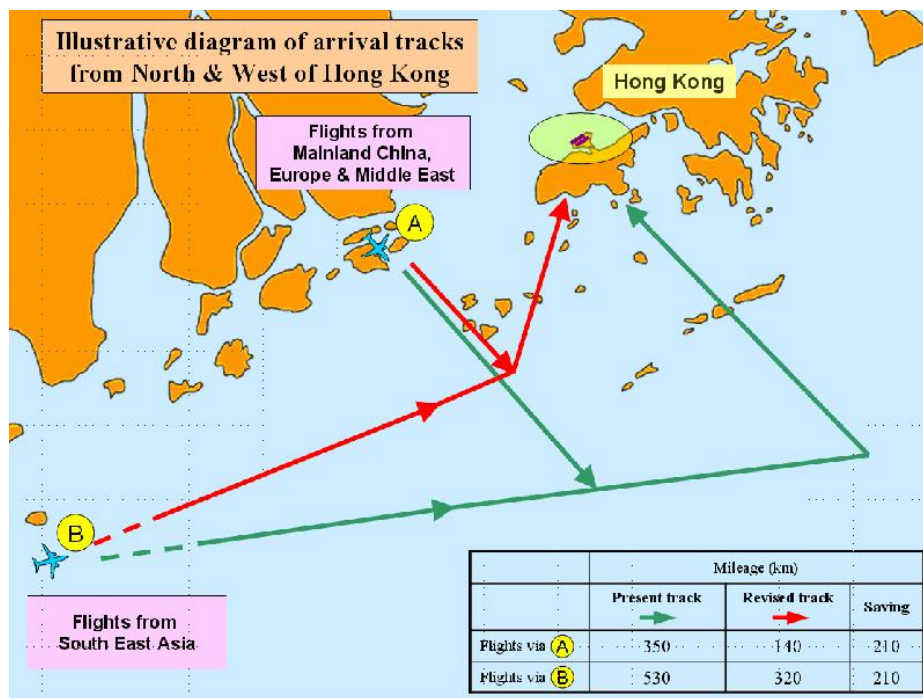 Illustrative diagram of arrival tracks
from North & West of Hong Kong
Hong Kong
Flights from
Mainland China,
Europe & Middle East
A
B
Flights from
South East Asia
Mileage (km)
Present track Revised track Saving
Flights via A 350 140 210
Flights via B 530 320 210